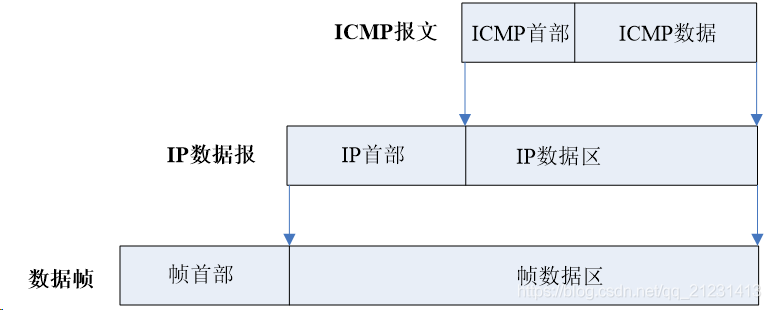 ICMP报文 ICMP首部 ICMP数据
IP数据报 IP首部 IP数据区
数据帧 帧首部 帧数据区
https://blog.csdn.net/qq_21231413